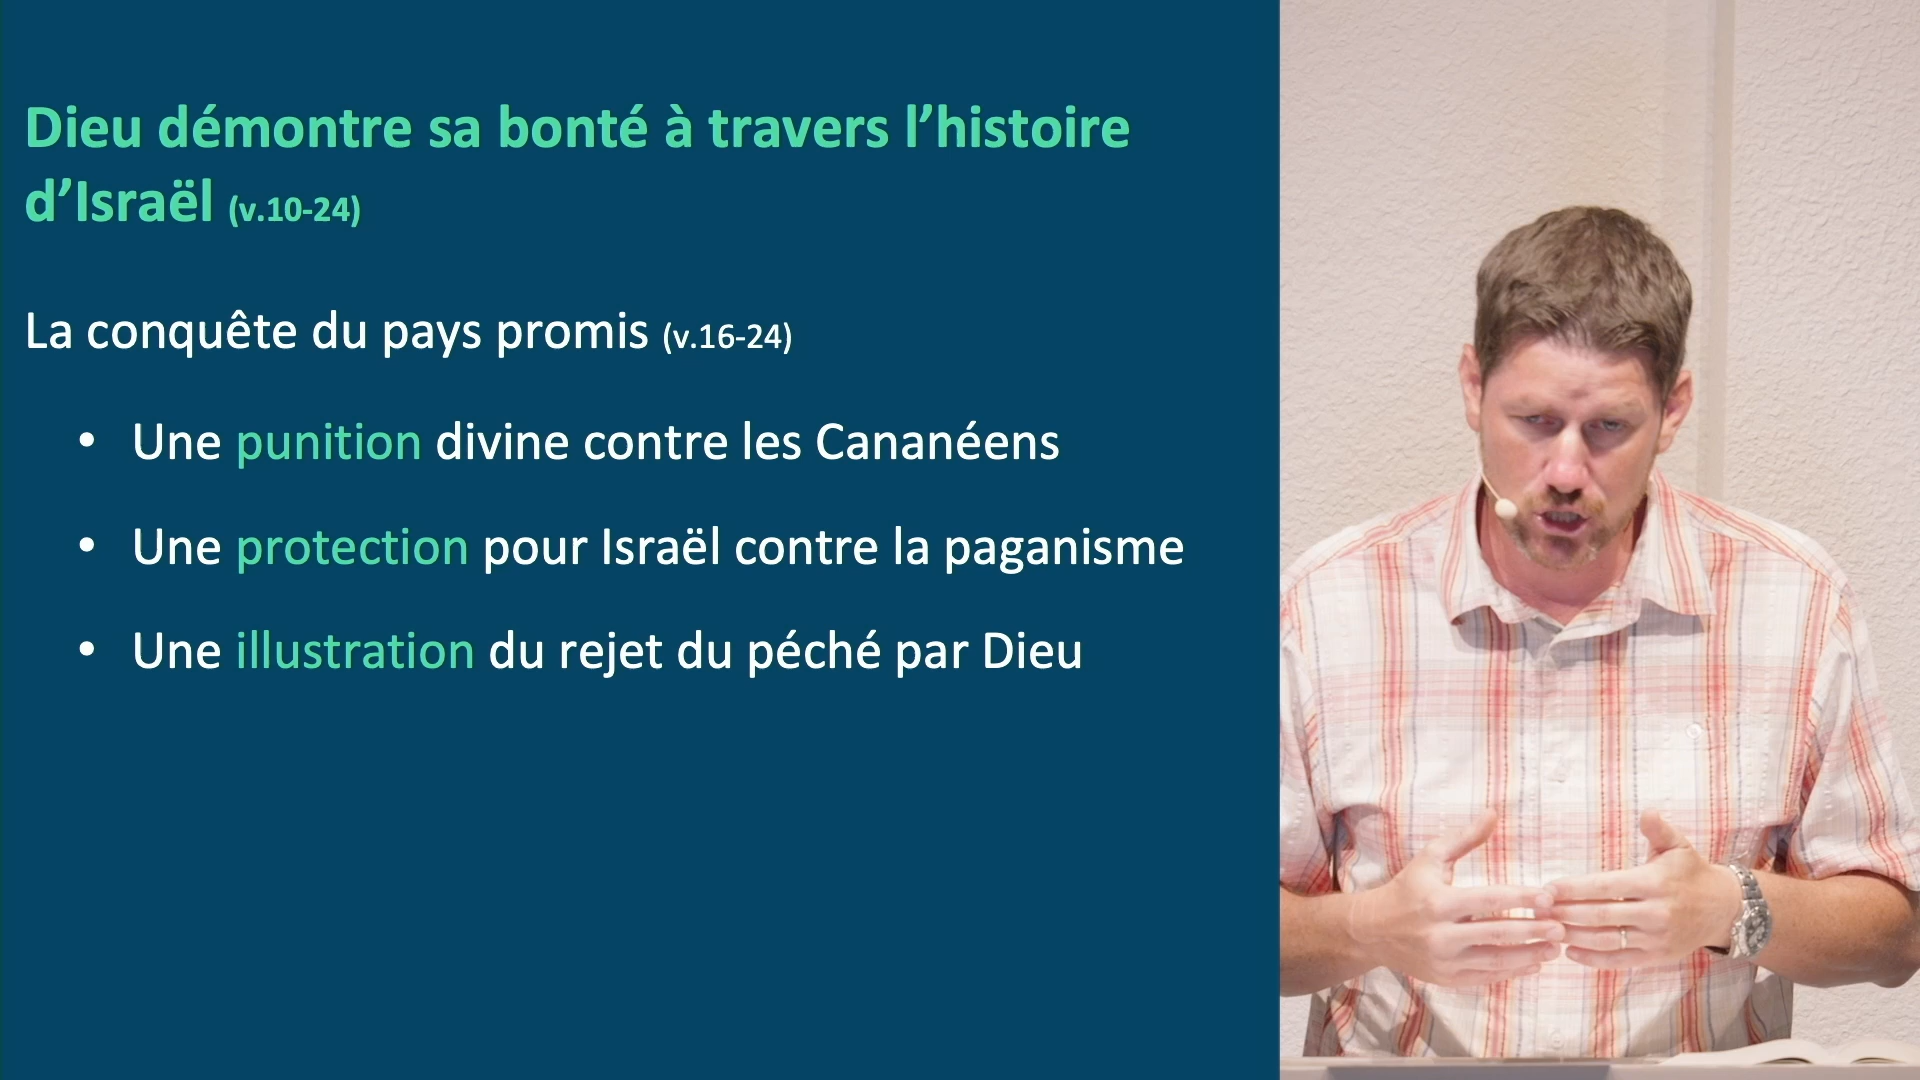 Dieu démontre sa bonté à travers l’histoire
d’Israël (v.10-24)
La conquête du pays promis (v.16-24)
• Une punition divine contre les Cananéens
• Une protection pour Israël contre la paganisme
• Une illustration du rejet du péché par Dieu